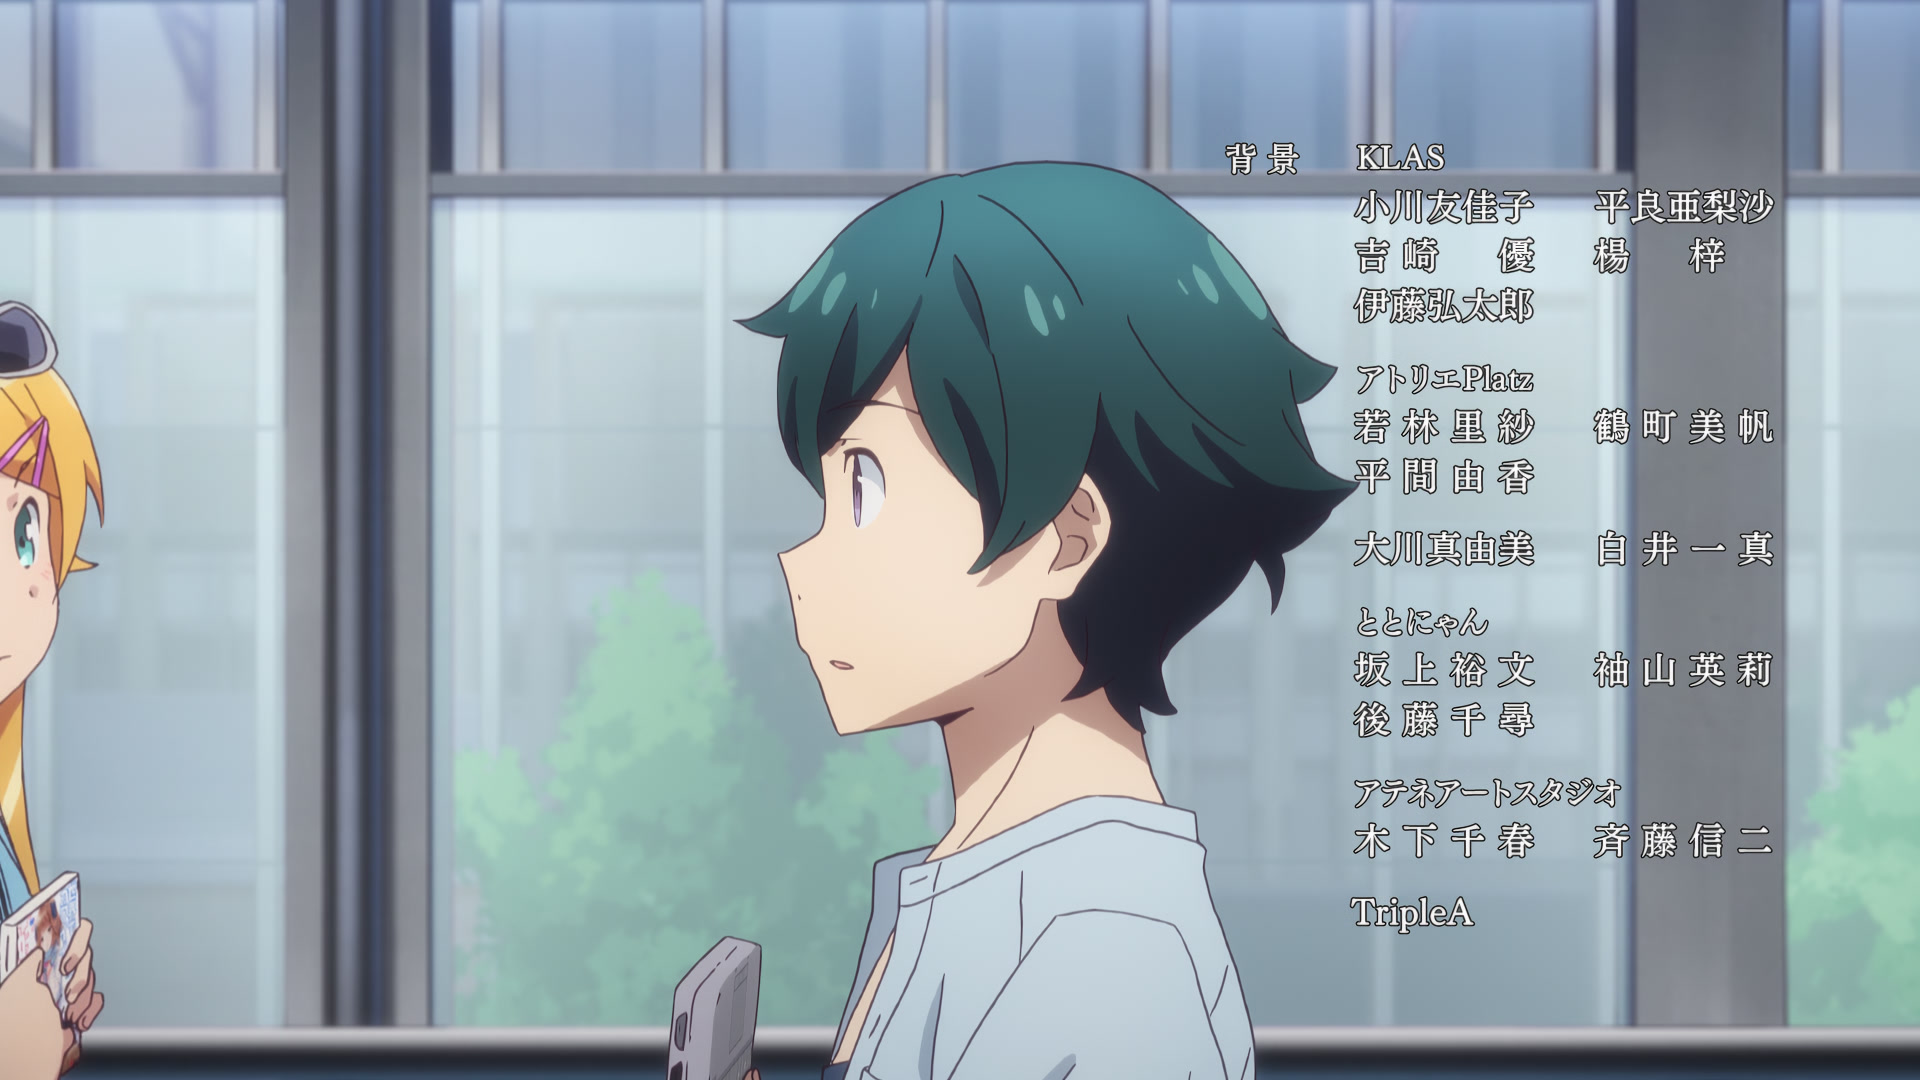 背景 KLAS
小川友佳子 平良亜梨沙
吉崎 優 楊 梓
伊藤弘太郎
アトリエPlatz
若林里紗 鶴町美帆
平間由香
大川真由美 白井一真
ととにゃん
坂上裕文 袖山英莉
後藤千尋
アテネアートスタジオ
木下千春 斉藤信二
TripleA